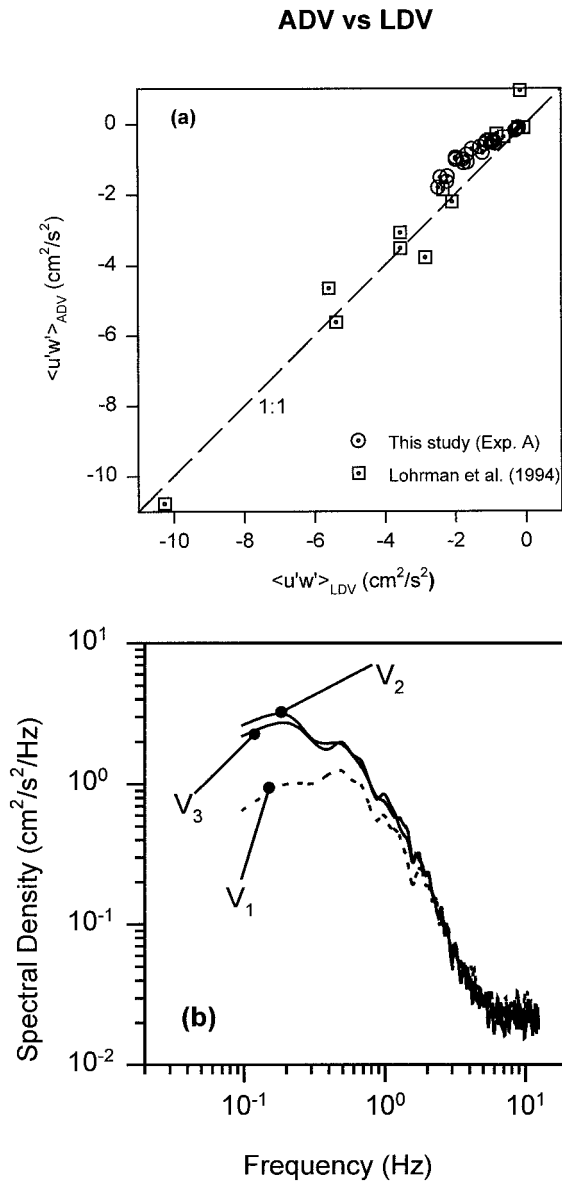 ADV vs LDV
(a)
0
-2
-4
-6
-8
-10
<u'w'>ADV (cm²/s²)
1:1
This study (Exp. A)
Lohrman et al. (1994)
-10 -8 -6 -4 -2 0
<u'w'>LDV (cm²/s²)
10¹
10⁰
10⁻¹
10⁻²
Spectral Density (cm²/s²/Hz)
V₂
V₃
V₁
(b)
10⁻¹ 10⁰ 10¹
Frequency (Hz)